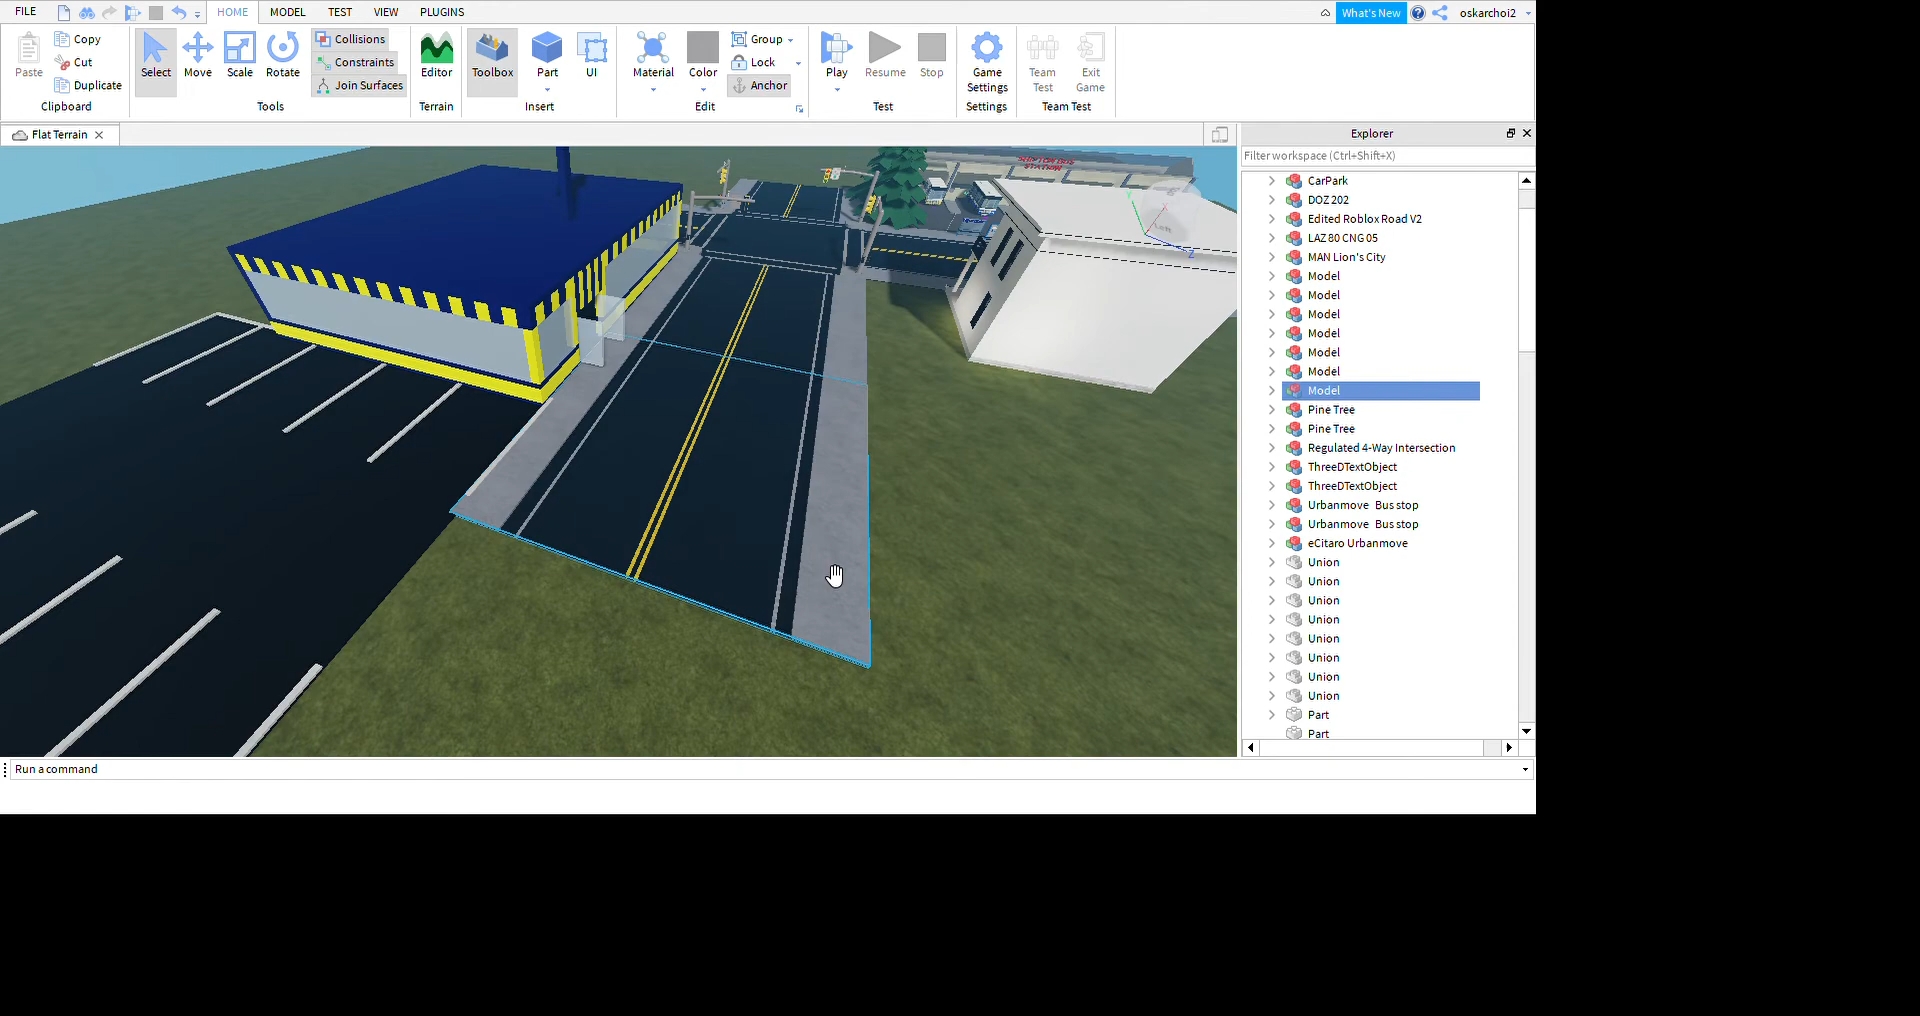 FILE HOME MODEL TEST VIEW PLUGINS What's New oskarchoi2
Paste Copy Cut Duplicate Clipboard
Select Move Scale Rotate Collisions Constraints Join Surfaces Tools
Editor Terrain
Toolbox Part UI Insert
Material Color Group Lock Anchor Edit
Play Resume Stop Test
Game Settings Settings
Team Test Exit Game Team Test
Flat Terrain
Explorer
Filter workspace (Ctrl+Shift+X)
CarPark
DOZ 202
Edited Roblox Road V2
LAZ 80 CNG 05
MAN Lion's City
Model
Model
Model
Model
Model
Model
Model
Pine Tree
Pine Tree
Regulated 4-Way Intersection
ThreeDTextObject
ThreeDTextObject
Urbanmove Bus stop
Urbanmove Bus stop
eCitaro Urbanmove
Union
Union
Union
Union
Union
Union
Union
Union
Part
Part
STATION
Y
X
Z
Left
Run a command